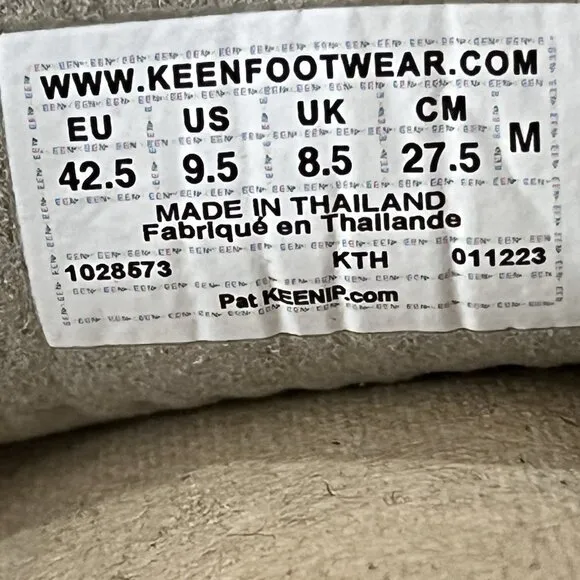 WWW.KEENFOOTWEAR.COM
EU US UK CM
42.5 9.5 8.5 27.5 M
MADE IN THAILAND
Fabriqué en Thaïlande
1028573 KTH 011223
Pat KEENIP.com